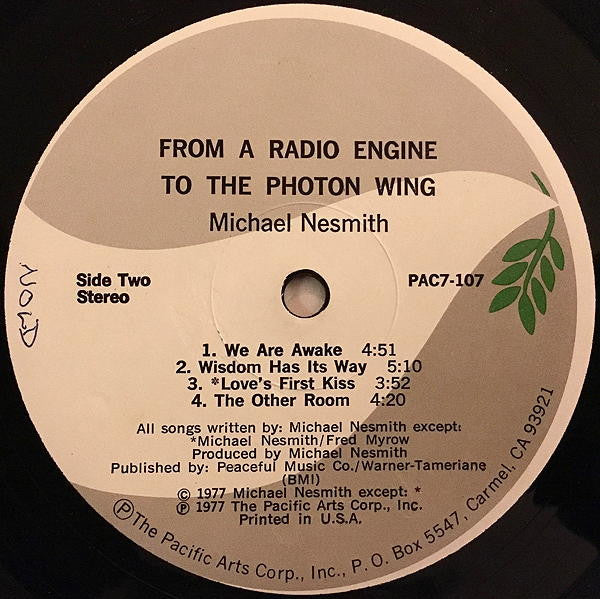 FROM A RADIO ENGINE
TO THE PHOTON WING
Michael Nesmith
Side Two
Stereo
PAC7-107
1. We Are Awake 4:51
2. Wisdom Has Its Way 5:10
3. *Love's First Kiss 3:52
4. The Other Room 4:20
All songs written by: Michael Nesmith except:
*Michael Nesmith/Fred Myrow
Produced by Michael Nesmith
Published by: Peaceful Music Co./Warner-Tameriane
(BMI)
© 1977 Michael Nesmith except: *
℗ 1977 The Pacific Arts Corp., Inc.
Printed in U.S.A.
℗The Pacific Arts Corp., Inc., P. O. Box 5547, Carmel, CA 93921